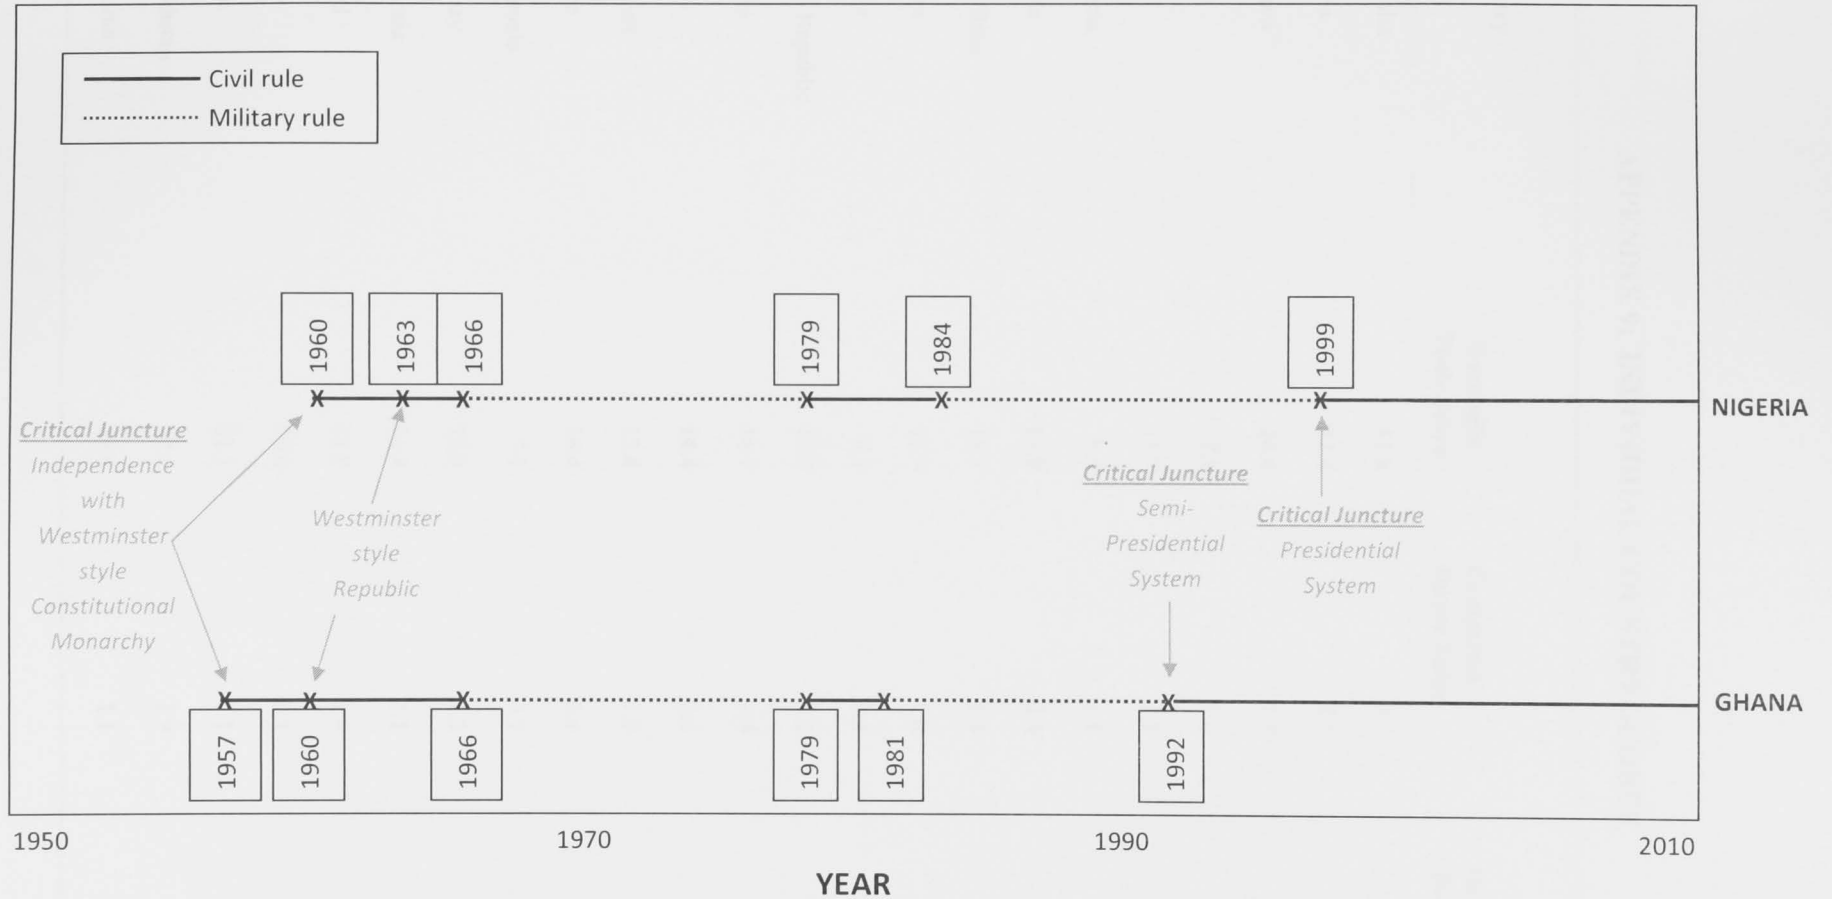 Civil rule
Military rule
1960
1963
1966
1979
1984
1999
NIGERIA
Critical Juncture
Independence
with
Westminster
style
Constitutional
Monarchy
Westminster
style
Republic
Critical Juncture
Semi-
Presidential
System
Critical Juncture
Presidential
System
GHANA
1957
1960
1966
1979
1981
1992
1950
1970
1990
2010
YEAR